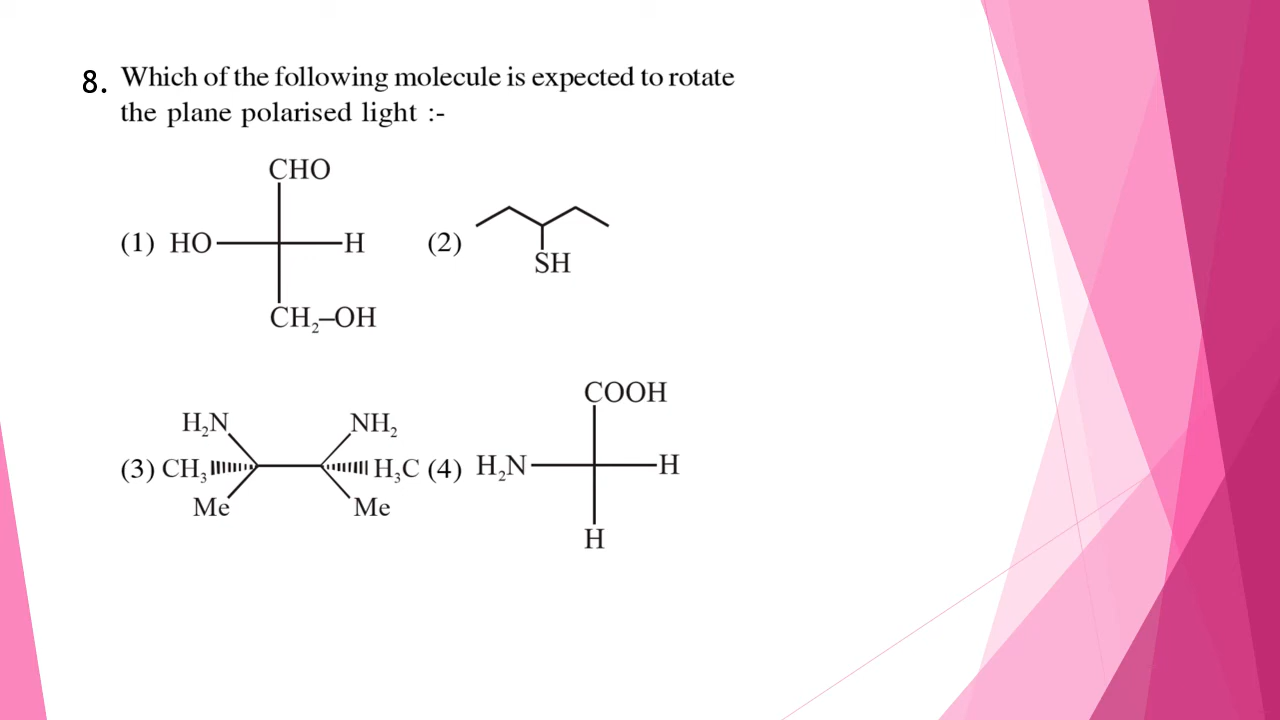 8. Which of the following molecule is expected to rotate
the plane polarised light :-
CHO
(1) HO H (2)
SH
CH₂–OH
COOH
H₂N NH₂
(3) CH₃ H₃C (4) H₂N H
Me Me
H